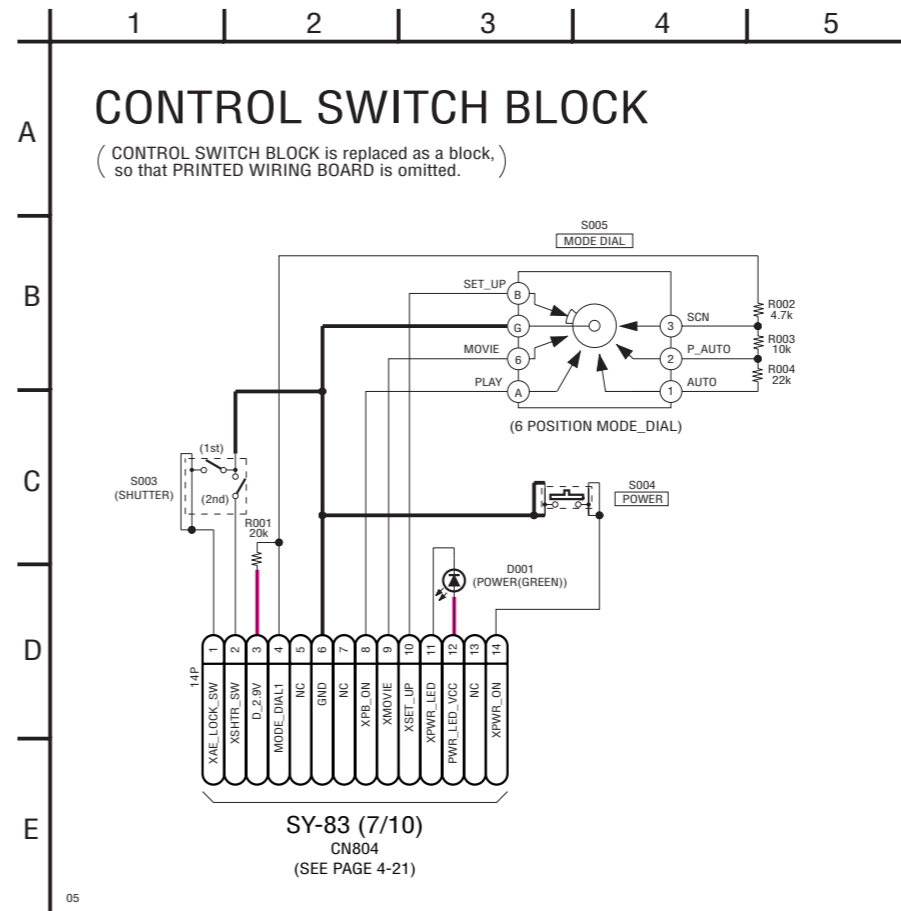 1 2 3 4 5
A
B
C
D
E
CONTROL SWITCH BLOCK
( CONTROL SWITCH BLOCK is replaced as a block, )
so that PRINTED WIRING BOARD is omitted.
S005
MODE DIAL
SET_UP
B
G
MOVIE
6
PLAY
A
3
SCN
2
P_AUTO
1
AUTO
R002
4.7k
R003
10k
R004
22k
(6 POSITION MODE_DIAL)
(1st)
(2nd)
S003
(SHUTTER)
R001
20k
S004
POWER
D001
(POWER(GREEN))
14P
1 2 3 4 5 6 7 8 9 10 11 12 13 14
XAE_LOCK_SW
XSHTR_SW
D_2.9V
MODE_DIAL1
NC
GND
NC
XPB_ON
XMOVIE
XSET_UP
XPWR_LED
PWR_LED_VCC
NC
XPWR_ON
SY-83 (7/10)
CN804
(SEE PAGE 4-21)
05